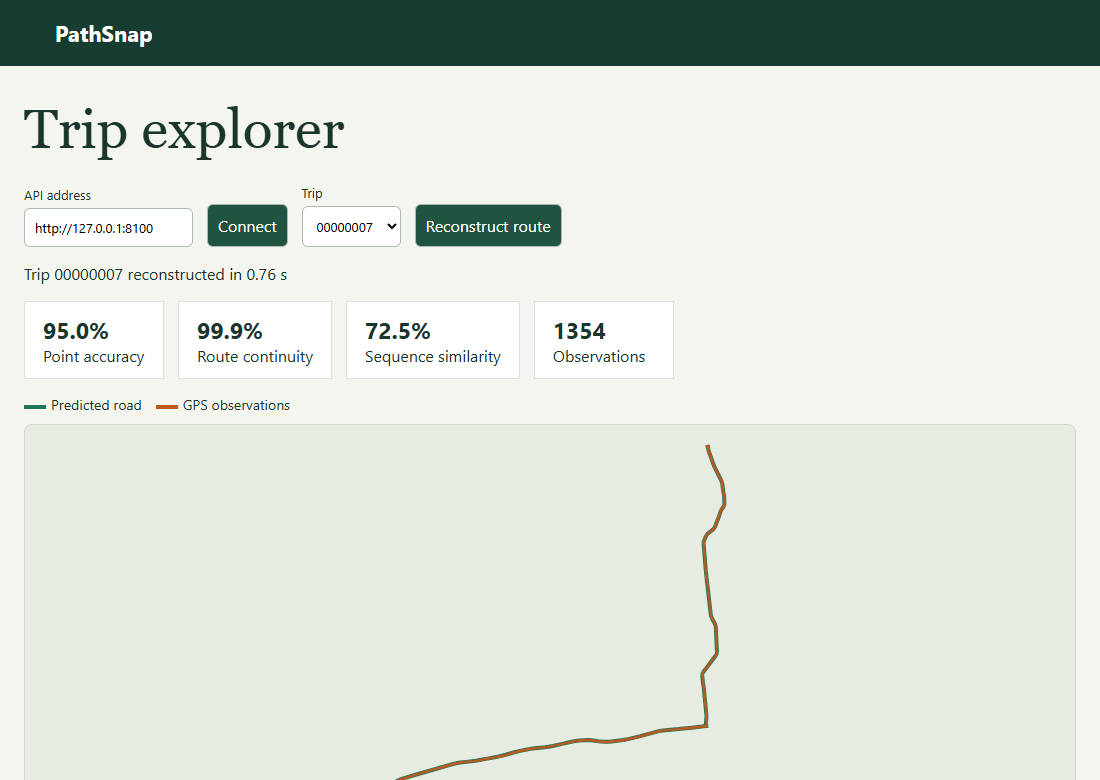 PathSnap
Trip explorer
API address
Trip
http://127.0.0.1:8100
Connect
00000007
Reconstruct route
Trip 00000007 reconstructed in 0.76 s
95.0%
Point accuracy
99.9%
Route continuity
72.5%
Sequence similarity
1354
Observations
Predicted road
GPS observations